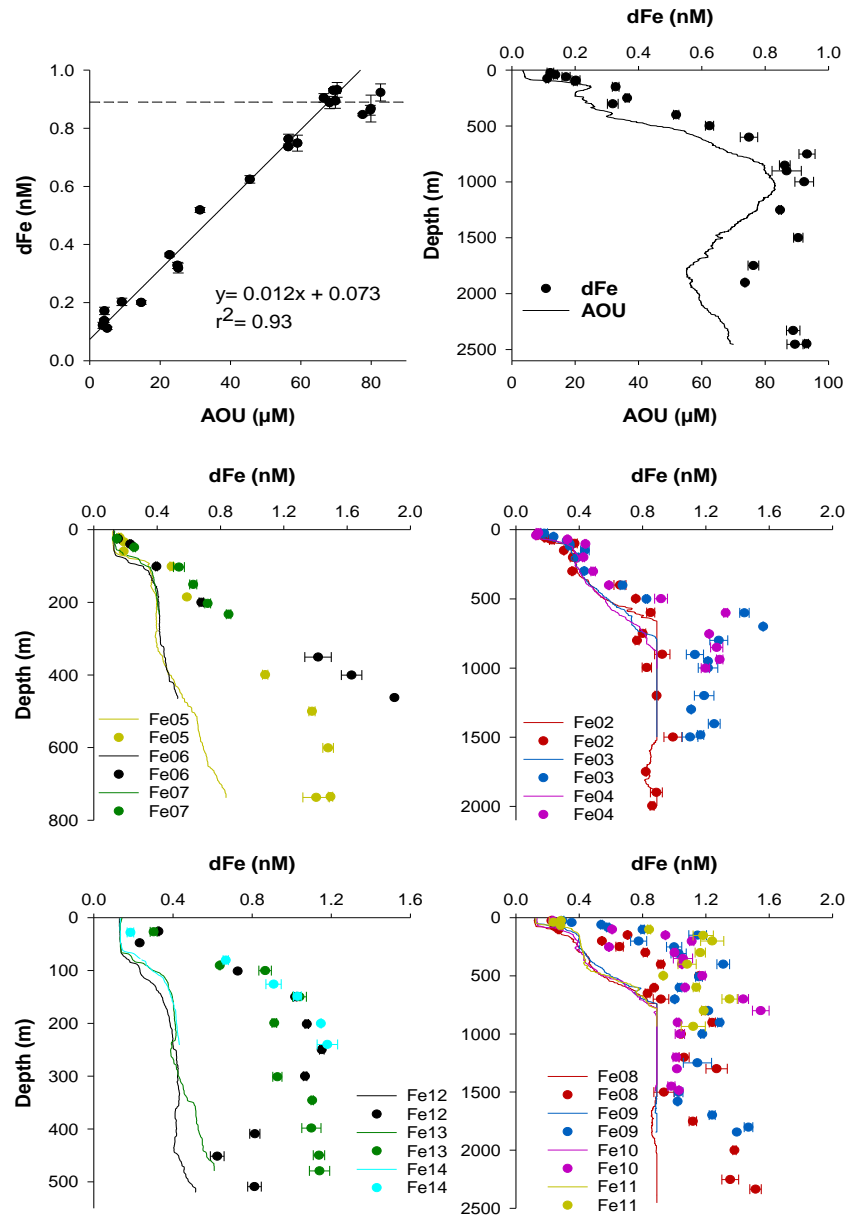 dFe (nM)
0.0 0.2 0.4 0.6 0.8 1.0
1.0
0.8
0.6
0.4
0.2
0.0
dFe (nM)
y= 0.012x + 0.073
r2= 0.93
0 20 40 60 80
AOU (µM)
0
500
1000
1500
2000
2500
Depth (m)
dFe
AOU
0 20 40 60 80 100
AOU (µM)
dFe (nM)
0.0 0.4 0.8 1.2 1.6 2.0
0
200
400
600
800
Depth (m)
Fe05
Fe05
Fe06
Fe06
Fe07
Fe07
dFe (nM)
0.0 0.4 0.8 1.2 1.6 2.0
0
500
1000
1500
2000
Depth (m)
Fe02
Fe02
Fe03
Fe03
Fe04
Fe04
dFe (nM)
0.0 0.4 0.8 1.2 1.6
0
100
200
300
400
500
Depth (m)
Fe12
Fe12
Fe13
Fe13
Fe14
Fe14
dFe (nM)
0.0 0.4 0.8 1.2 1.6 2.0
0
500
1000
1500
2000
2500
Depth (m)
Fe08
Fe08
Fe09
Fe09
Fe10
Fe10
Fe11
Fe11